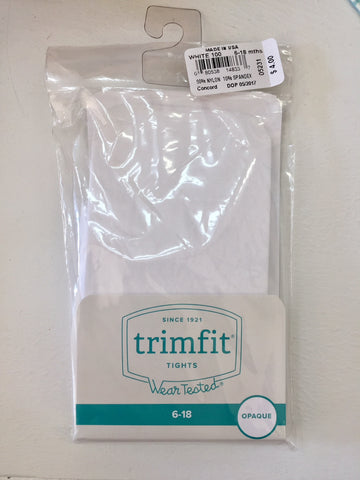 MADE IN USA
WHITE 100 6-18 mths
90% NYLON 10% SPANDEX
Concord DOP 05/2017
05231
$ 4.00
SINCE 1921
trimfit®
TIGHTS
Wear Tested®
6-18
OPAQUE